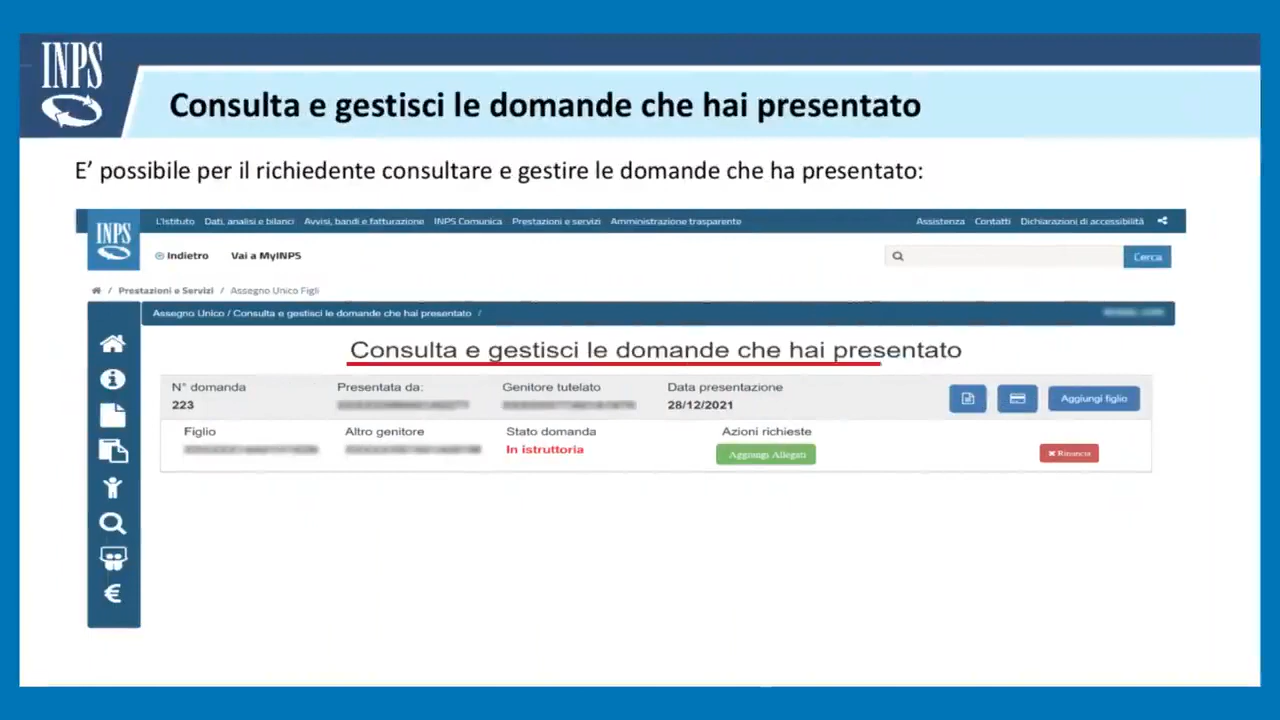 INPS
Consulta e gestisci le domande che hai presentato
E’ possibile per il richiedente consultare e gestire le domande che ha presentato:
L'Istituto Dati, analisi e bilanci Avvisi, bandi e fatturazione INPS Comunica Prestazioni e servizi Amministrazione trasparente Assistenza Contatti Dichiarazioni di accessibilità
INPS
Indietro Vai a MyINPS Cerca
/ Prestazioni e Servizi / Assegno Unico Figli
Assegno Unico / Consulta e gestisci le domande che hai presentato /
Consulta e gestisci le domande che hai presentato
N° domanda Presentata da: Genitore tutelato Data presentazione
223 28/12/2021 Aggiungi figlio
Figlio Altro genitore Stato domanda Azioni richieste
In istruttoria Aggiungi Allegati Rinuncia